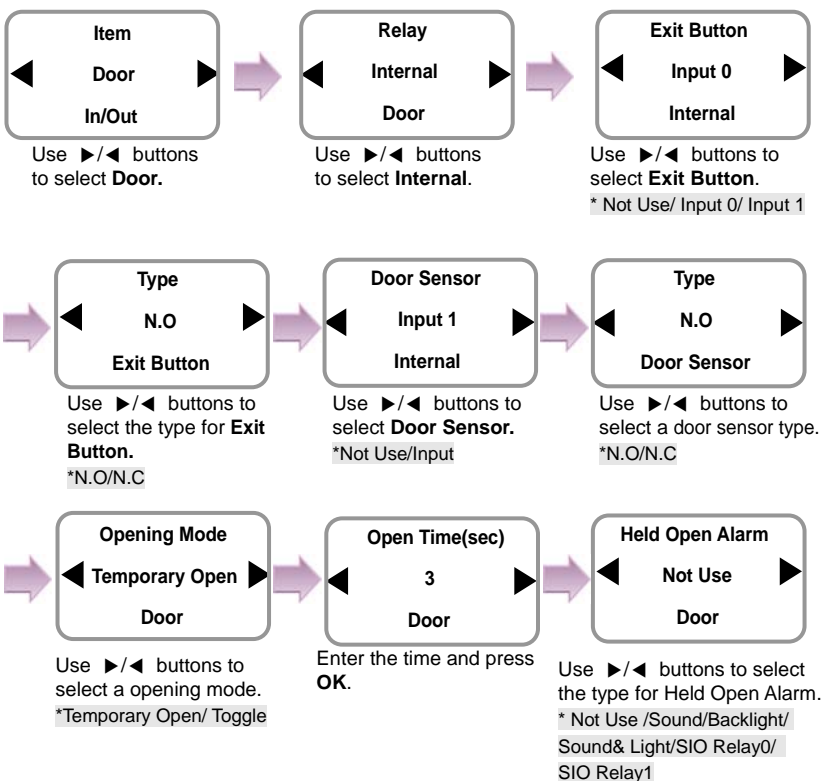 Item
Door
In/Out
Use ▶/◀ buttons
to select Door.
Relay
Internal
Door
Use ▶/◀ buttons
to select Internal.
Exit Button
Input 0
Internal
Use ▶/◀ buttons to
select Exit Button.
* Not Use/ Input 0/ Input 1
Type
N.O
Exit Button
Use ▶/◀ buttons to
select the type for Exit
Button.
*N.O/N.C
Door Sensor
Input 1
Internal
Use ▶/◀ buttons to
select Door Sensor.
*Not Use/Input
Type
N.O
Door Sensor
Use ▶/◀ buttons to
select a door sensor type.
*N.O/N.C
Opening Mode
Temporary Open
Door
Use ▶/◀ buttons to
select a opening mode.
*Temporary Open/ Toggle
Open Time(sec)
3
Door
Enter the time and press
OK.
Held Open Alarm
Not Use
Door
Use ▶/◀ buttons to select
the type for Held Open Alarm.
* Not Use /Sound/Backlight/
Sound& Light/SIO Relay0/
SIO Relay1